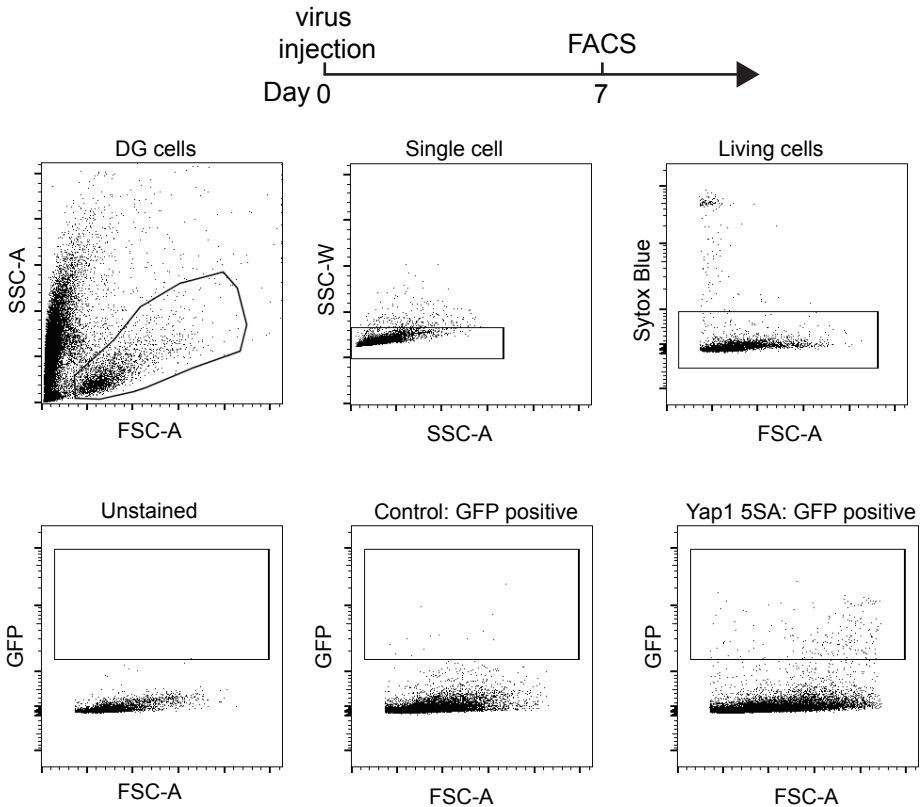 virus
injection
FACS
Day 0
7
DG cells
Single cell
Living cells
SSC-A
SSC-W
Sytox Blue
FSC-A
SSC-A
FSC-A
Unstained
Control: GFP positive
Yap1 5SA: GFP positive
GFP
GFP
GFP
FSC-A
FSC-A
FSC-A